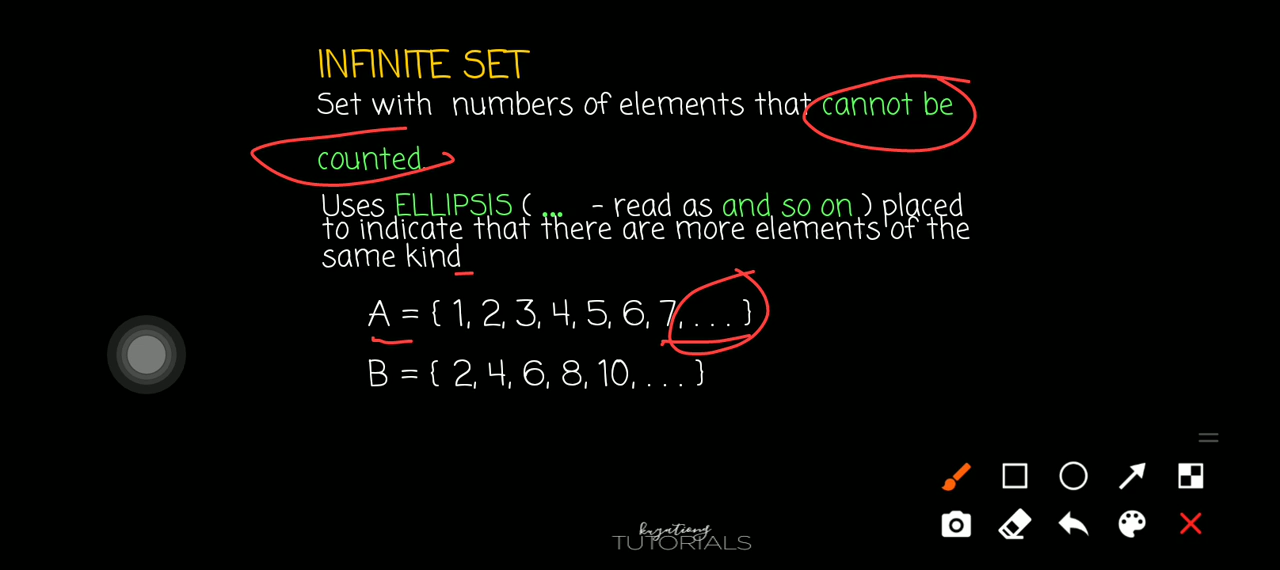 INFINITE SET
Set with numbers of elements that cannot be
counted.
Uses ELLIPSIS ( ... - read as and so on ) placed
to indicate that there are more elements of the
same kind
A = { 1, 2, 3, 4, 5, 6, 7, . . . }
B = { 2, 4, 6, 8, 10, . . . }
TUTORIALS